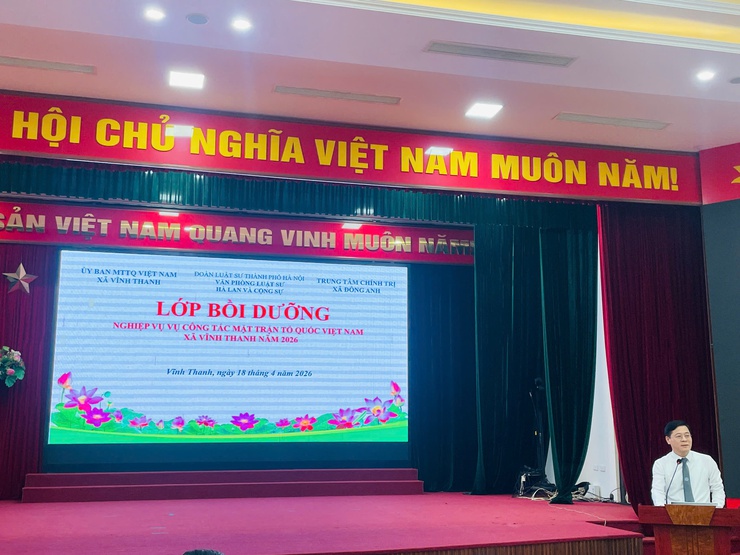 HỘI CHỦ NGHĨA VIỆT NAM MUÔN NĂM!
SẢN VIỆT NAM QUANG VINH MUÔN NĂM
ỦY BAN MTTQ VIỆT NAM
XÃ VĨNH THANH
ĐOÀN LUẬT SƯ THÀNH PHỐ HÀ NỘI
VĂN PHÒNG LUẬT SƯ
HÀ LAN VÀ CỘNG SỰ
TRUNG TÂM CHÍNH TRỊ
XÃ ĐÔNG ANH
LỚP BỒI DƯỠNG
NGHIỆP VỤ VỤ CÔNG TÁC MẶT TRẬN TỔ QUỐC VIỆT NAM
XÃ VĨNH THANH NĂM 2026
Vĩnh Thanh, ngày 18 tháng 4 năm 2026